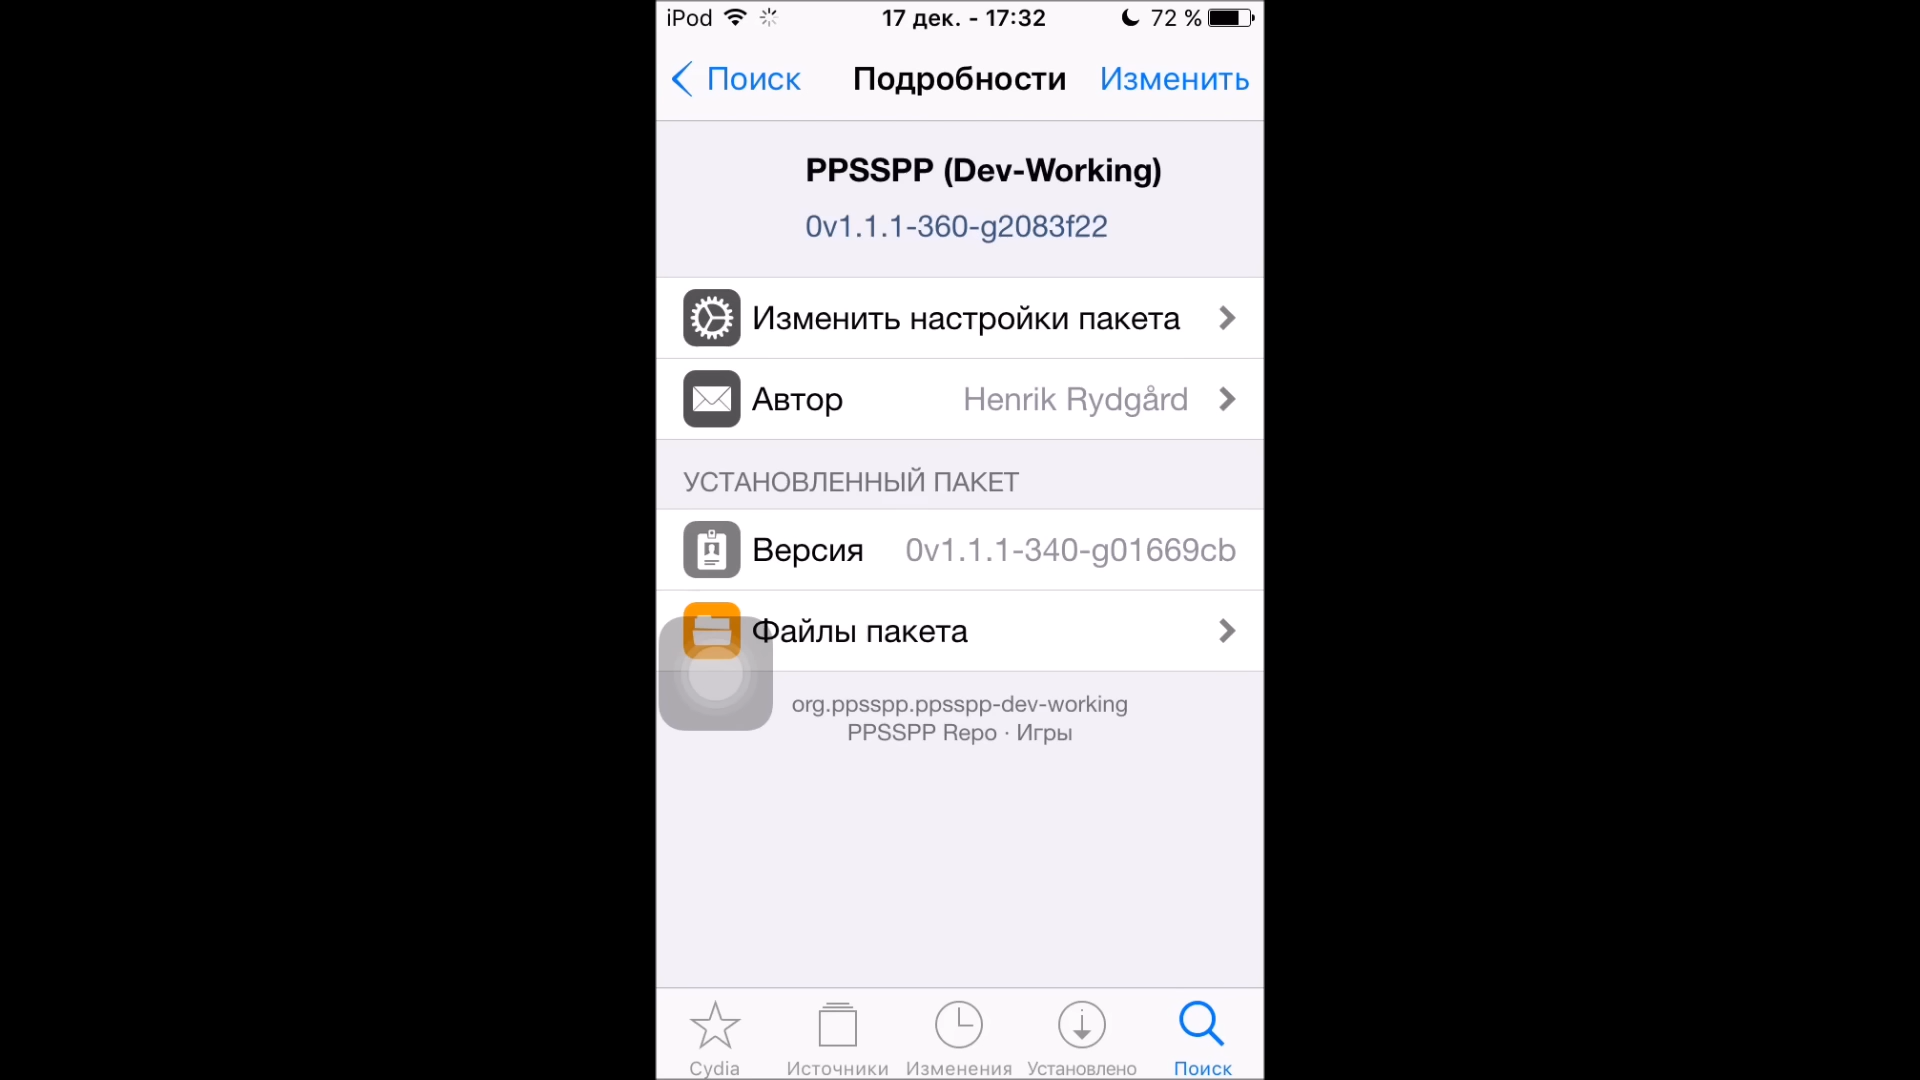 iPod 17 дек. - 17:32 72 %
Поиск Подробности Изменить
PPSSPP (Dev-Working)
0v1.1.1-360-g2083f22
Изменить настройки пакета
Автор Henrik Rydgård
УСТАНОВЛЕННЫЙ ПАКЕТ
Версия 0v1.1.1-340-g01669cb
Файлы пакета
org.ppsspp.ppsspp-dev-working
PPSSPP Repo · Игры
Cydia Источники Изменения Установлено Поиск